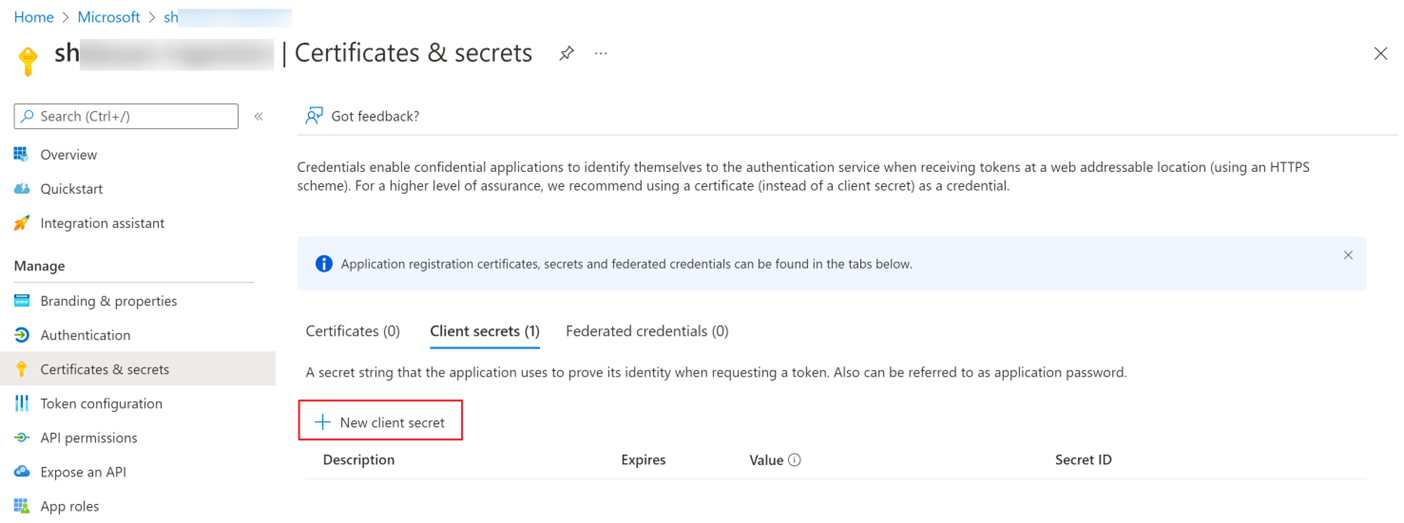 Home > Microsoft > sh
sh | Certificates & secrets
Search (Ctrl+/)
«
Got feedback?
Overview
Quickstart
Integration assistant
Manage
Branding & properties
Authentication
Certificates & secrets
Token configuration
API permissions
Expose an API
App roles
Credentials enable confidential applications to identify themselves to the authentication service when receiving tokens at a web addressable location (using an HTTPS
scheme). For a higher level of assurance, we recommend using a certificate (instead of a client secret) as a credential.
Application registration certificates, secrets and federated credentials can be found in the tabs below.
Certificates (0) Client secrets (1) Federated credentials (0)
A secret string that the application uses to prove its identity when requesting a token. Also can be referred to as application password.
New client secret
Description Expires Value Secret ID